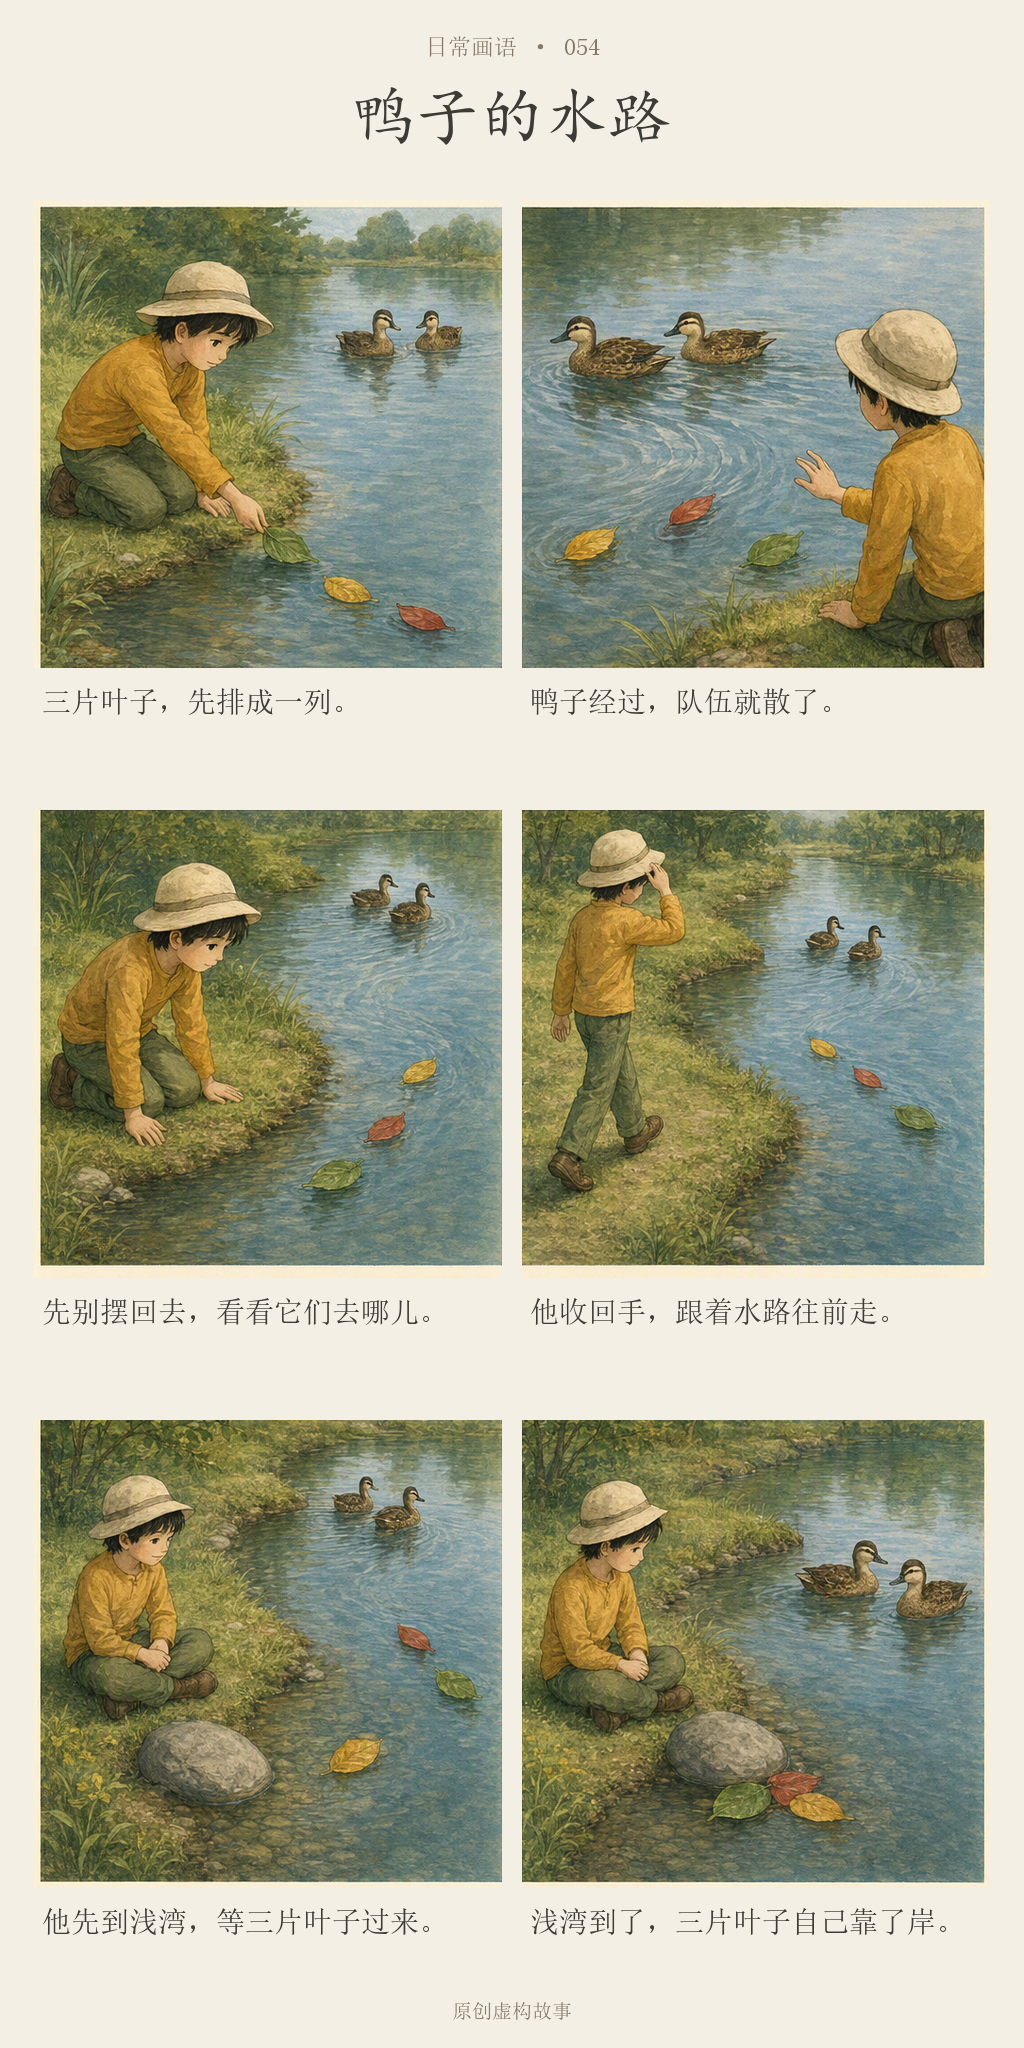 日常画语 • 054
鸭子的水路
三片叶子，先排成一列。
鸭子经过，队伍就散了。
先别摆回去，看看它们去哪儿。
他收回手，跟着水路往前走。
他先到浅湾，等三片叶子过来。
浅湾到了，三片叶子自己靠了岸。
原创虚构故事